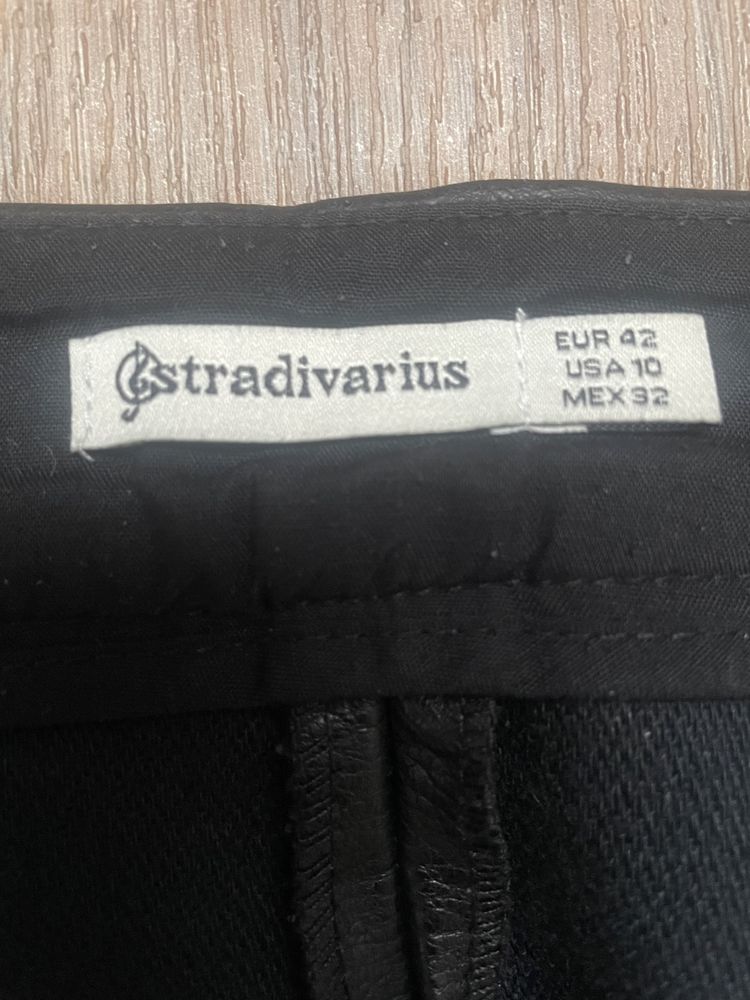 stradivarius
EUR 42
USA 10
MEX 32